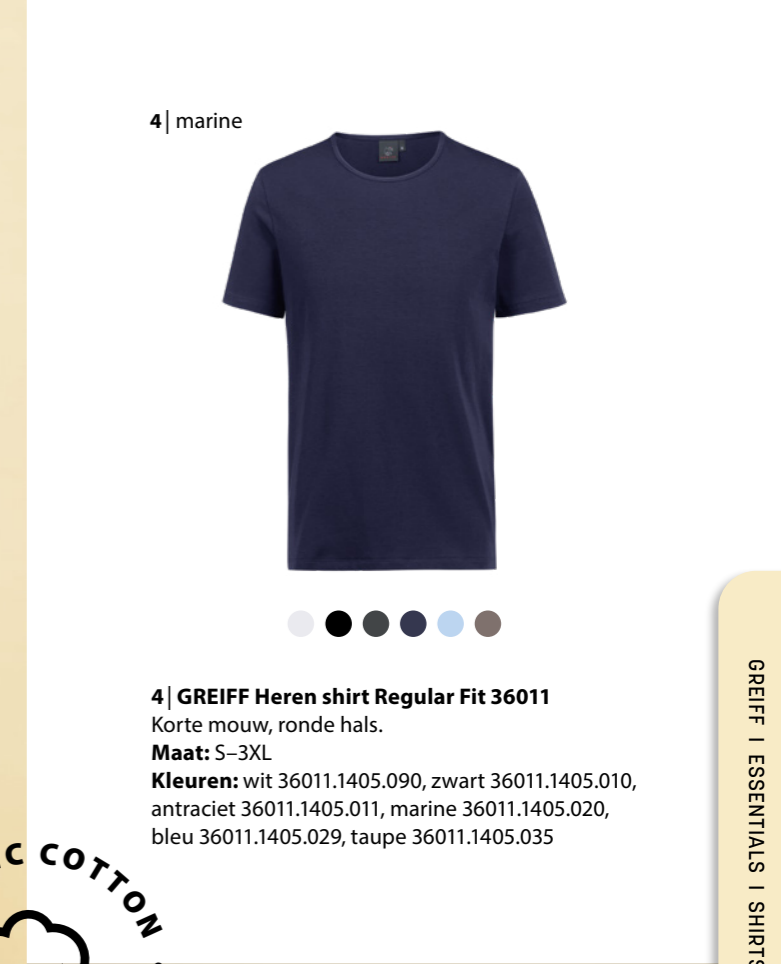 4| marine
4| GREIFF Heren shirt Regular Fit 36011
Korte mouw, ronde hals.
Maat: S–3XL
Kleuren: wit 36011.1405.090, zwart 36011.1405.010,
antraciet 36011.1405.011, marine 36011.1405.020,
bleu 36011.1405.029, taupe 36011.1405.035
C COTTON
GREIFF I ESSENTIALS I SHIRTS